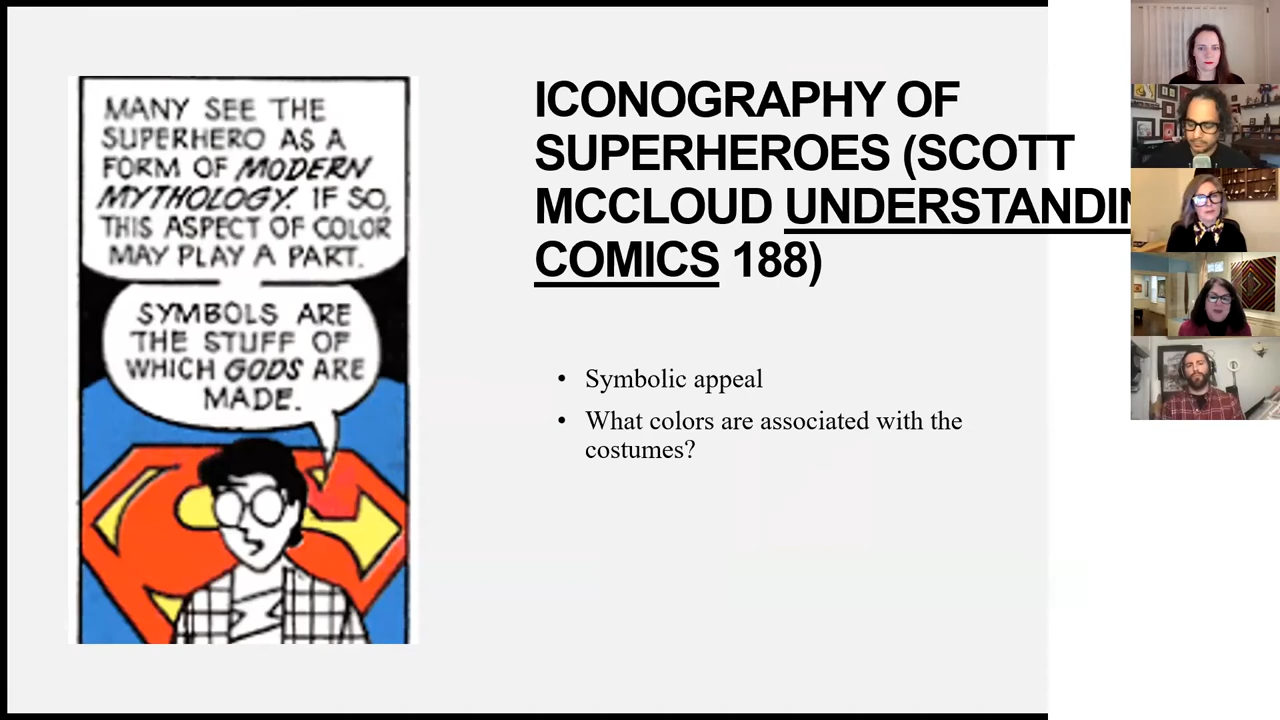 MANY SEE THE
SUPERHERO AS A
FORM OF MODERN
MYTHOLOGY. IF SO,
THIS ASPECT OF COLOR
MAY PLAY A PART.
SYMBOLS ARE
THE STUFF OF
WHICH GODS ARE
MADE.
ICONOGRAPHY OF
SUPERHEROES (SCOTT
MCCLOUD UNDERSTANDIN
COMICS 188)
• Symbolic appeal
• What colors are associated with the
costumes?